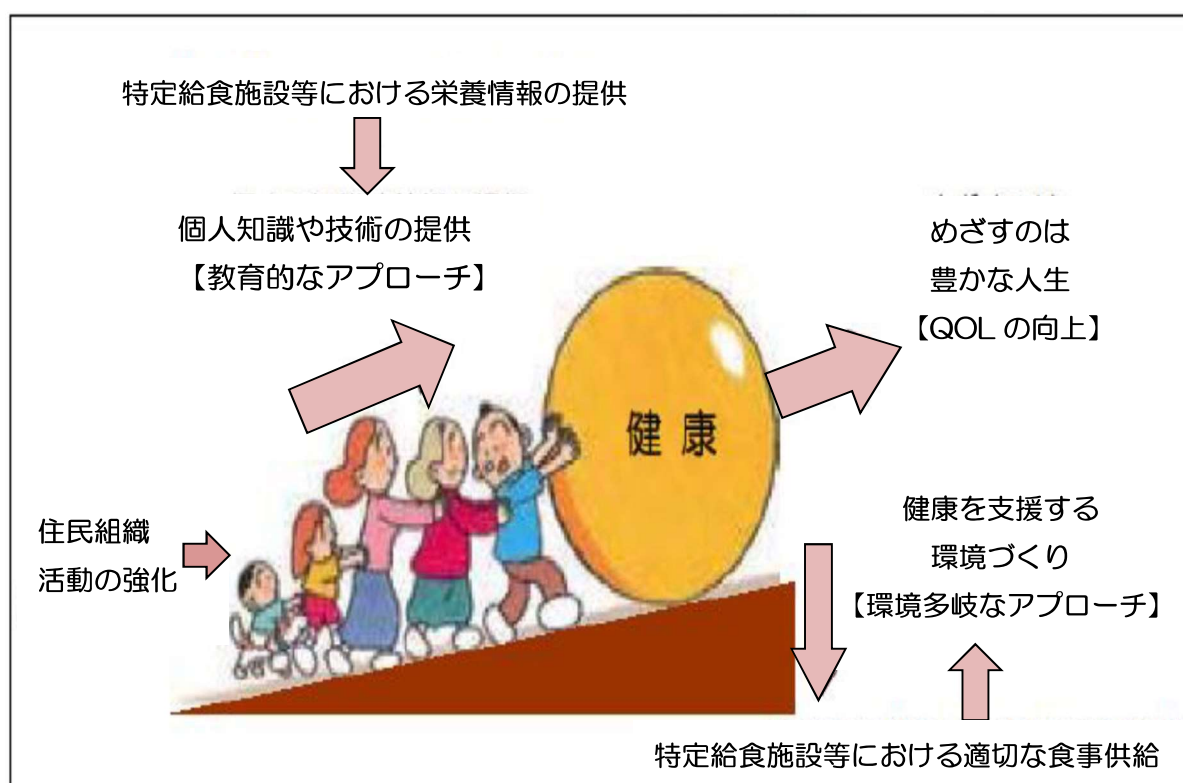 特定給食施設等における栄養情報の提供
個人知識や技術の提供
【教育的なアプローチ】
めざすのは
豊かな人生
【QOL の向上】
健 康
住民組織
活動の強化
健康を支援する
環境づくり
【環境多岐なアプローチ】
特定給食施設等における適切な食事供給